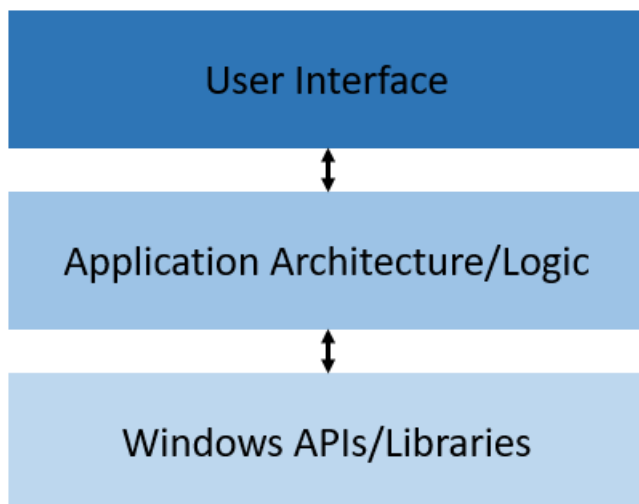 User Interface
Application Architecture/Logic
Windows APIs/Libraries